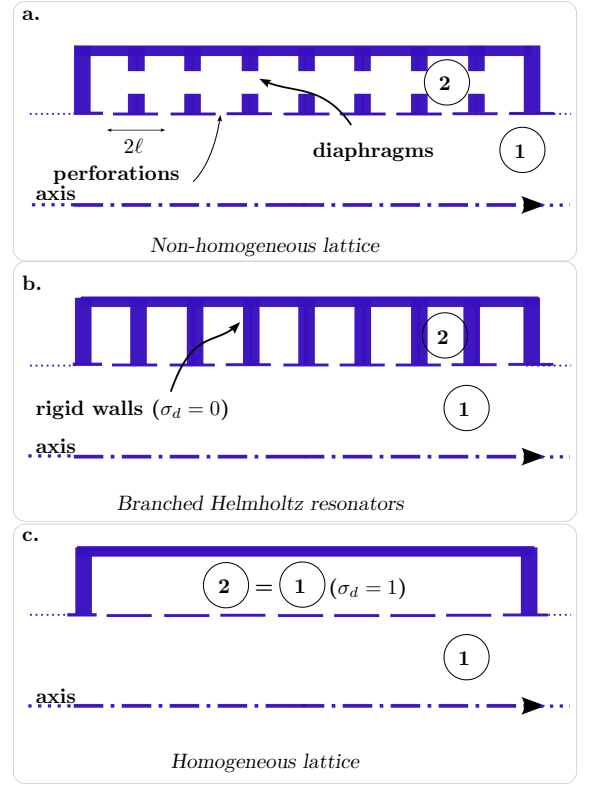 a.
2
1
2ℓ
diaphragms
perforations
axis
Non-homogeneous lattice
b.
2
1
rigid walls (σ_d = 0)
axis
Branched Helmholtz resonators
c.
2 = 1 (σ_d = 1)
1
axis
Homogeneous lattice